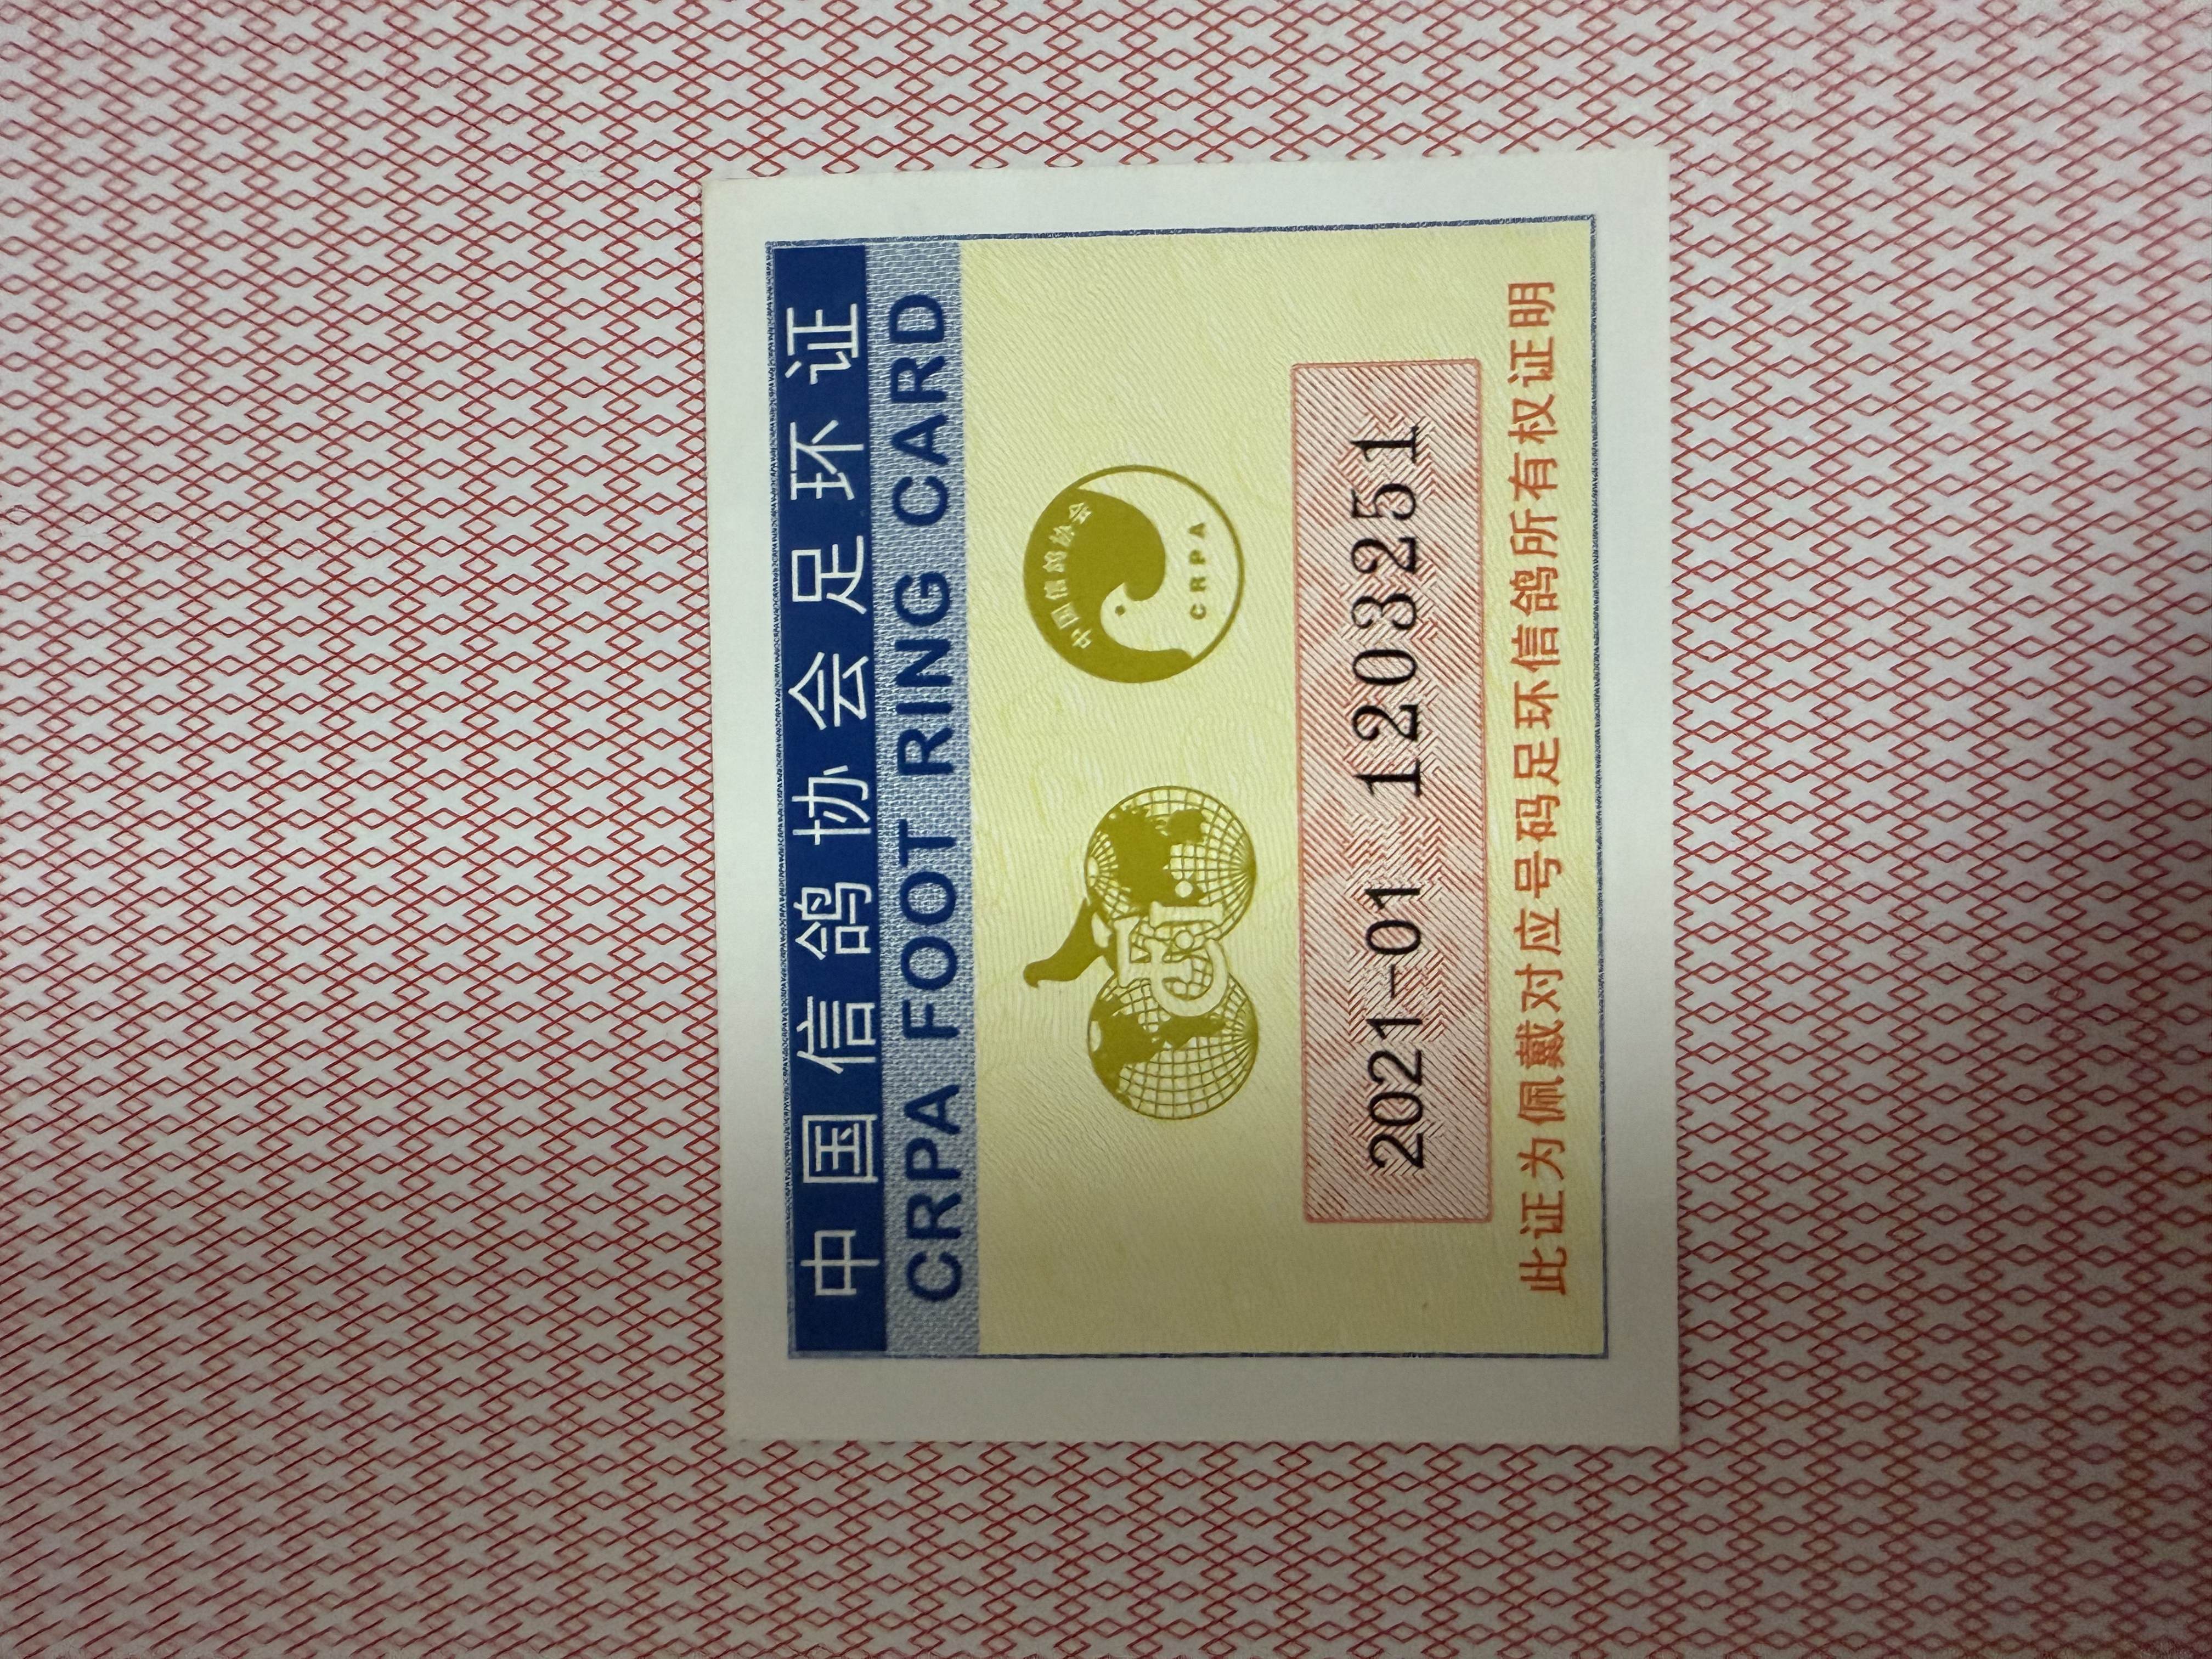 中国信鸽协会足环证
CRPA FOOT RING CARD
F.C.I.
中国信鸽协会
CRPA
2021-01 1203251
此证为佩戴对应号码足环信鸽所有权证明